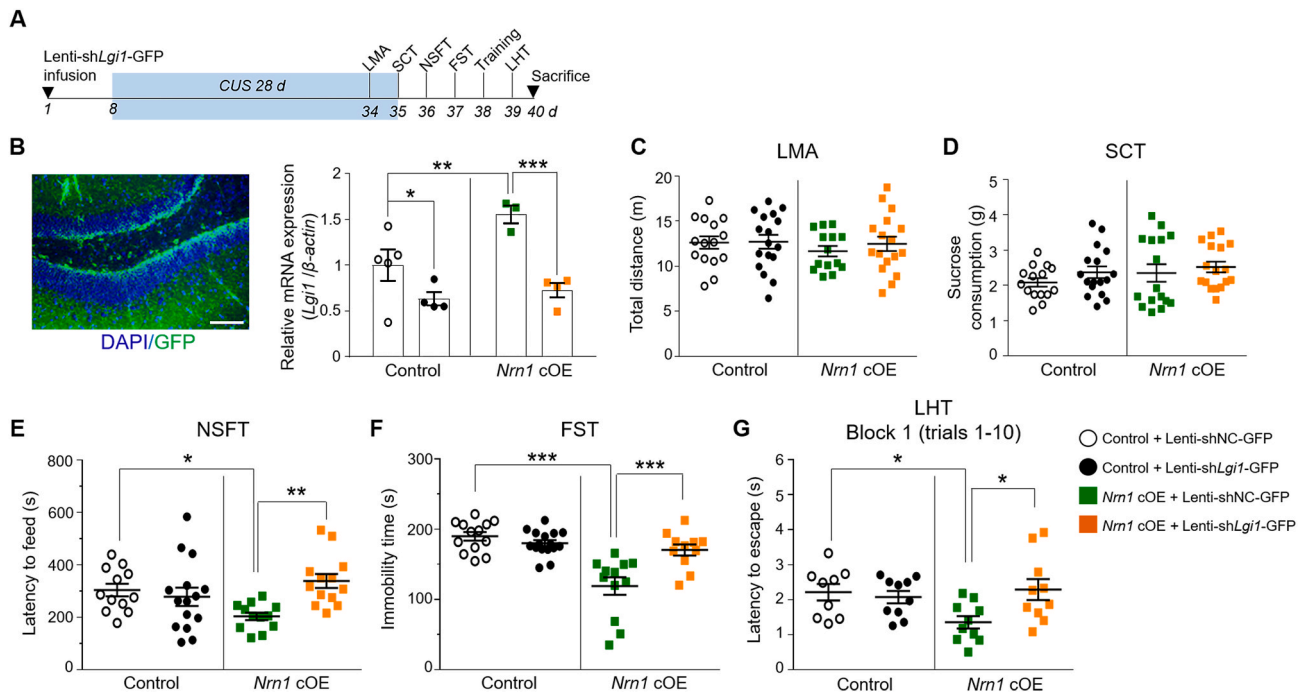 A
Lenti-shLgi1-GFP
infusion
LMA
SCT
NSFT
FST
Training
LHT
Sacrifice
CUS 28 d
1
8
34
35
36
37
38
39
40 d
B
DAPI/GFP
Relative mRNA expression
(Lgi1 /β-actin)
2
1.5
1
0.5
0
*
**
***
Control
Nrn1 cOE
C
LMA
Total distance (m)
20
15
10
5
0
Control
Nrn1 cOE
D
SCT
Sucrose
consumption (g)
5
4
3
2
1
0
Control
Nrn1 cOE
E
NSFT
Latency to feed (s)
800
600
400
200
0
*
**
Control
Nrn1 cOE
F
FST
Immobility time (s)
300
200
100
0
***
***
Control
Nrn1 cOE
G
LHT
Block 1 (trials 1-10)
Latency to escape (s)
6
5
4
3
2
1
0
*
*
Control
Nrn1 cOE
Control + Lenti-shNC-GFP
Control + Lenti-shLgi1-GFP
Nrn1 cOE + Lenti-shNC-GFP
Nrn1 cOE + Lenti-shLgi1-GFP